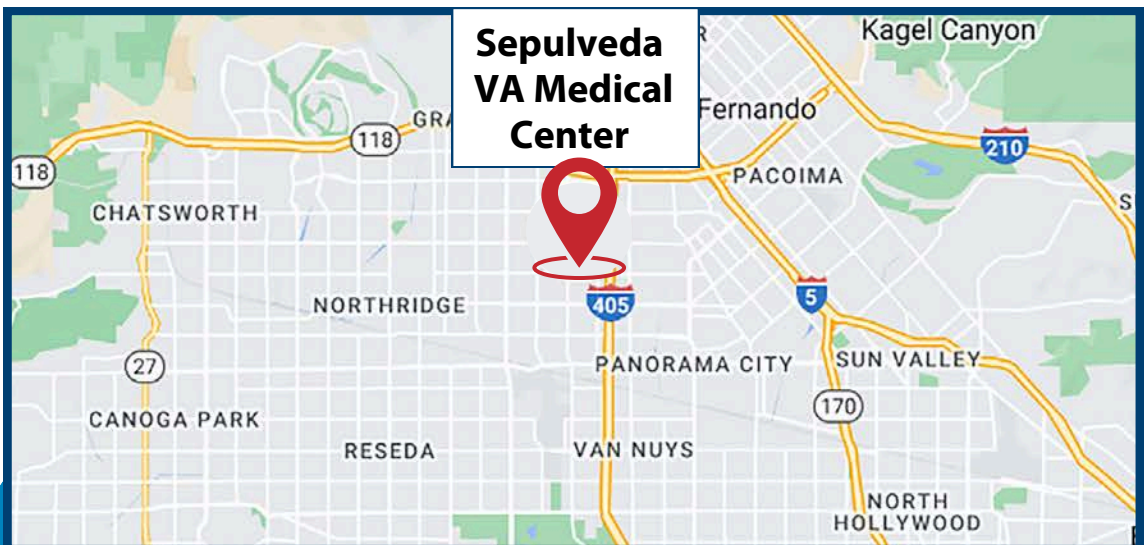 Sepulveda
VA Medical
Center
Kagel Canyon
Fernando
GRA
118
118
210
PACOIMA
CHATSWORTH
S
NORTHRIDGE
405
5
27
PANORAMA CITY
SUN VALLEY
170
CANOGA PARK
RESEDA
VAN NUYS
NORTH
HOLLYWOOD